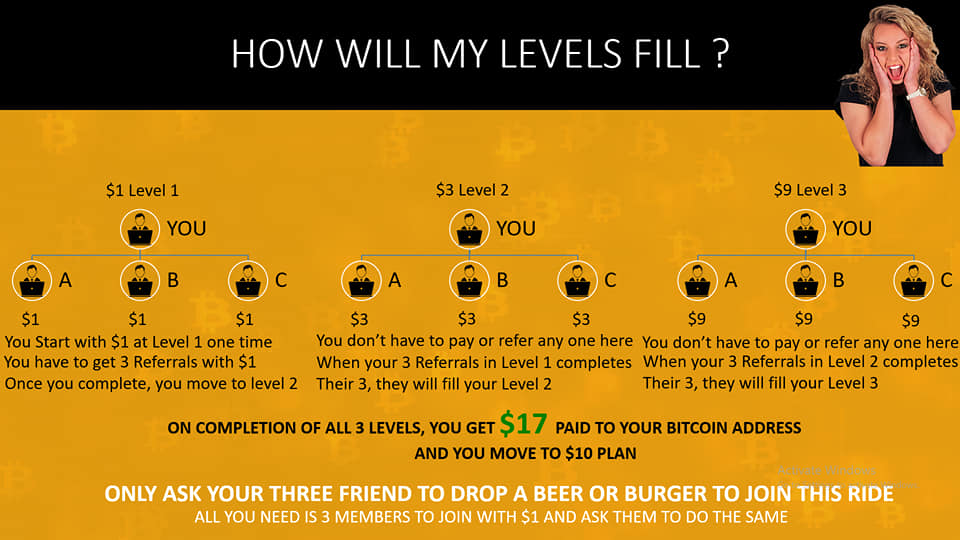 HOW WILL MY LEVELS FILL ?
$1 Level 1
YOU
A
B
C
$1
$1
$1
You Start with $1 at Level 1 one time
You have to get 3 Referrals with $1
Once you complete, you move to level 2
$3 Level 2
YOU
A
B
C
$3
$3
$3
You don't have to pay or refer any one here
When your 3 Referrals in Level 1 completes
Their 3, they will fill your Level 2
$9 Level 3
YOU
A
B
C
$9
$9
$9
You don't have to pay or refer any one here
When your 3 Referrals in Level 2 completes
Their 3, they will fill your Level 3
ON COMPLETION OF ALL 3 LEVELS, YOU GET $17 PAID TO YOUR BITCOIN ADDRESS
AND YOU MOVE TO $10 PLAN
Activate Windows
ONLY ASK YOUR THREE FRIEND TO DROP A BEER OR BURGER TO JOIN THIS RIDE
ALL YOU NEED IS 3 MEMBERS TO JOIN WITH $1 AND ASK THEM TO DO THE SAME